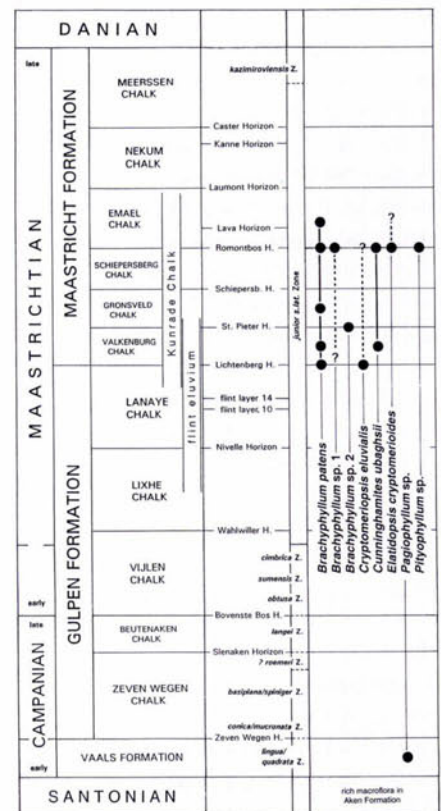 DANIAN
late
MAASTRICHTIAN
early
late
CAMPANIAN
early
MAASTRICHT FORMATION
GULPEN FORMATION
MEERSSEN
CHALK
NEKUM
CHALK
EMAEL
CHALK
SCHIEPERSBERG
CHALK
GRONSVELD
CHALK
VALKENBURG
CHALK
LANAYE
CHALK
LIXHE
CHALK
VIJLEN
CHALK
BEUTENAKEN
CHALK
ZEVEN WEGEN
CHALK
VAALS FORMATION
Kunrade Chalk
flint eluvium
kazimiroviensis Z.
Caster Horizon
Kanne Horizon
Laumont Horizon
Lava Horizon
Romontbos H.
Schiepersb. H.
St. Pieter H.
Lichtenberg H.
flint layer 14
flint layer 10
Nivelle Horizon
Wahlwiller H.
cimbrica Z.
sumensis Z.
obtusa Z.
Bovenste Bos H.
langei Z.
Slenaken Horizon
? roemeri Z.
basiplana/spiniger Z.
conica/mucronata Z.
Zeven Wegen H.
lingua/
quadrata Z.
junior s.lat. Zone
?
?
?
Brachyphyllum patens
Brachyphyllum sp. 1
Brachyphyllum sp. 2
Cryptomeriopsis eluvialis
Cunninghamites ubaghsii
Elatidopsis cryptomerioides
Pagiophyllum sp.
Pityophyllum sp.
SANTONIAN
rich macroflora in
Aken Formation